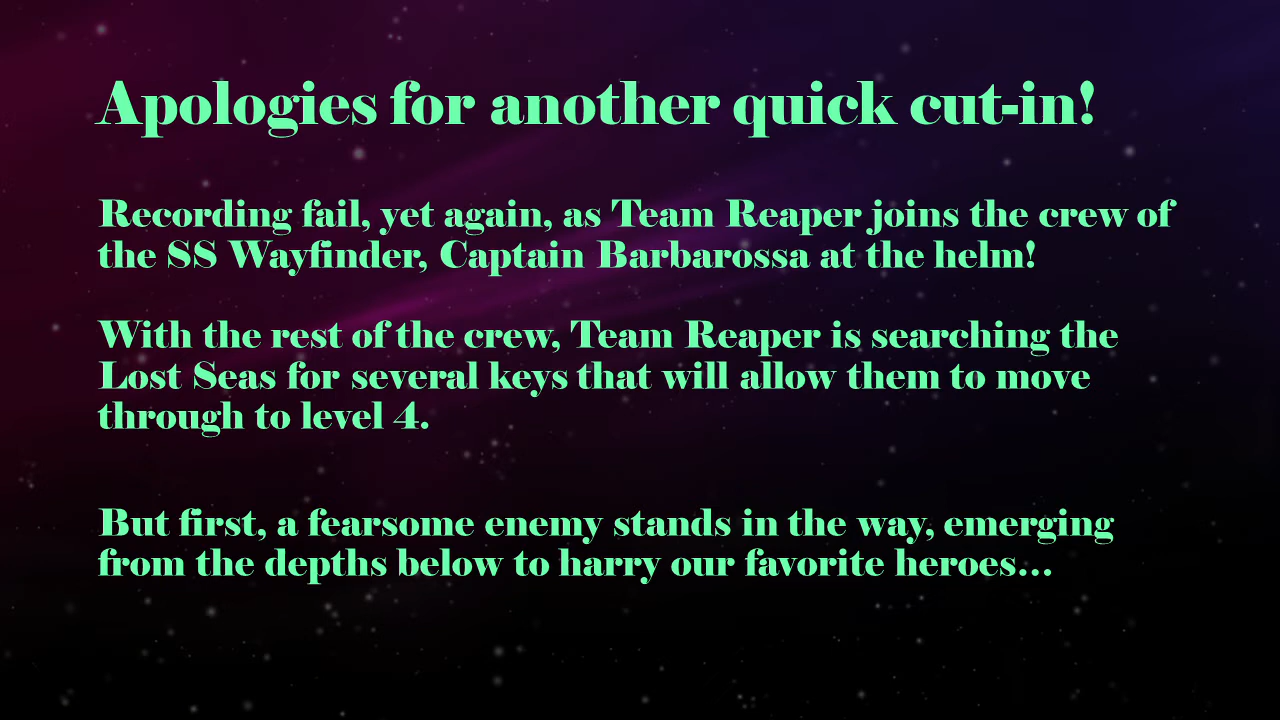 Apologies for another quick cut-in!
Recording fail, yet again, as Team Reaper joins the crew of
the SS Wayfinder, Captain Barbarossa at the helm!
With the rest of the crew, Team Reaper is searching the
Lost Seas for several keys that will allow them to move
through to level 4.
But first, a fearsome enemy stands in the way, emerging
from the depths below to harry our favorite heroes...